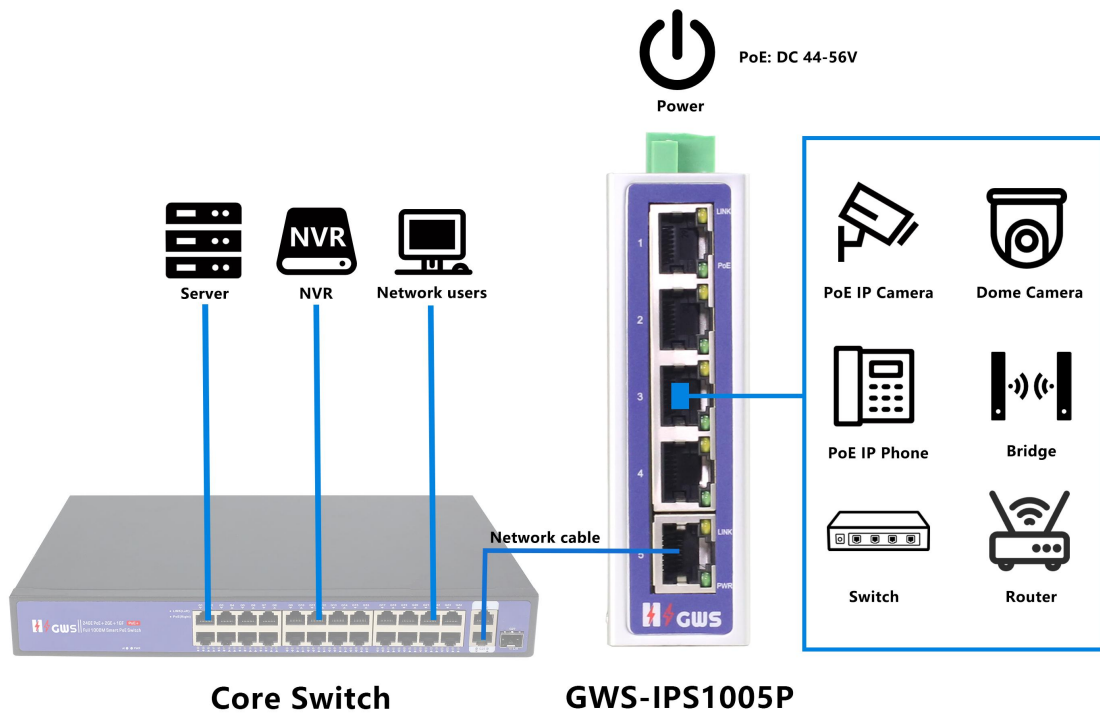 PoE: DC 44-56V
Power
LINK
1
PoE
2
3
4
LINK
5
PWR
GWS
NVR
Server
NVR
Network users
PoE IP Camera
Dome Camera
PoE IP Phone
Bridge
Switch
Router
Network cable
GWS
Core Switch
GWS-IPS1005P